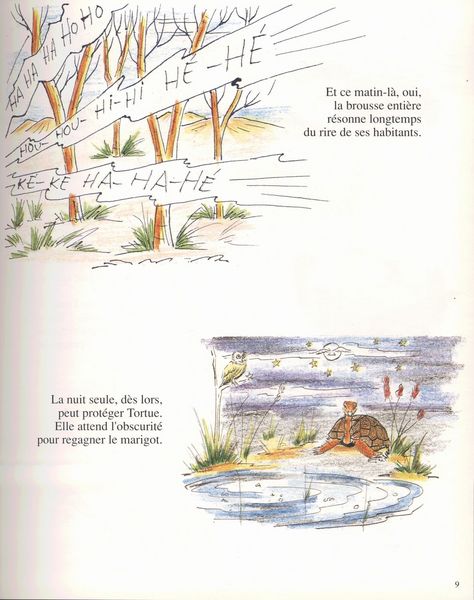 HA HA HA HO HO
HOU- HOU- HI-HI HÉ-HÉ
KÉ-KE HA-HA-HÉ
Et ce matin-là, oui,
la brousse entière
résonne longtemps
du rire de ses habitants.
La nuit seule, dès lors,
peut protéger Tortue.
Elle attend l'obscurité
pour regagner le marigot.
9